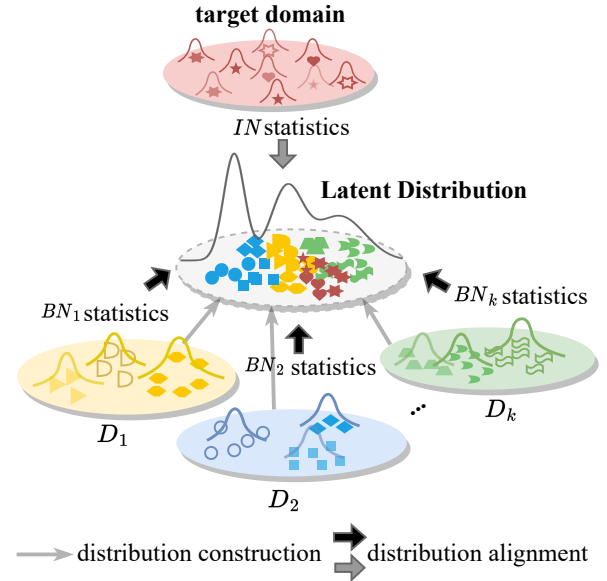 target domain
IN statistics
Latent Distribution
BN₁ statistics
BN₂ statistics
BNₖ statistics
D₁
D₂
...
Dₖ
distribution construction
distribution alignment